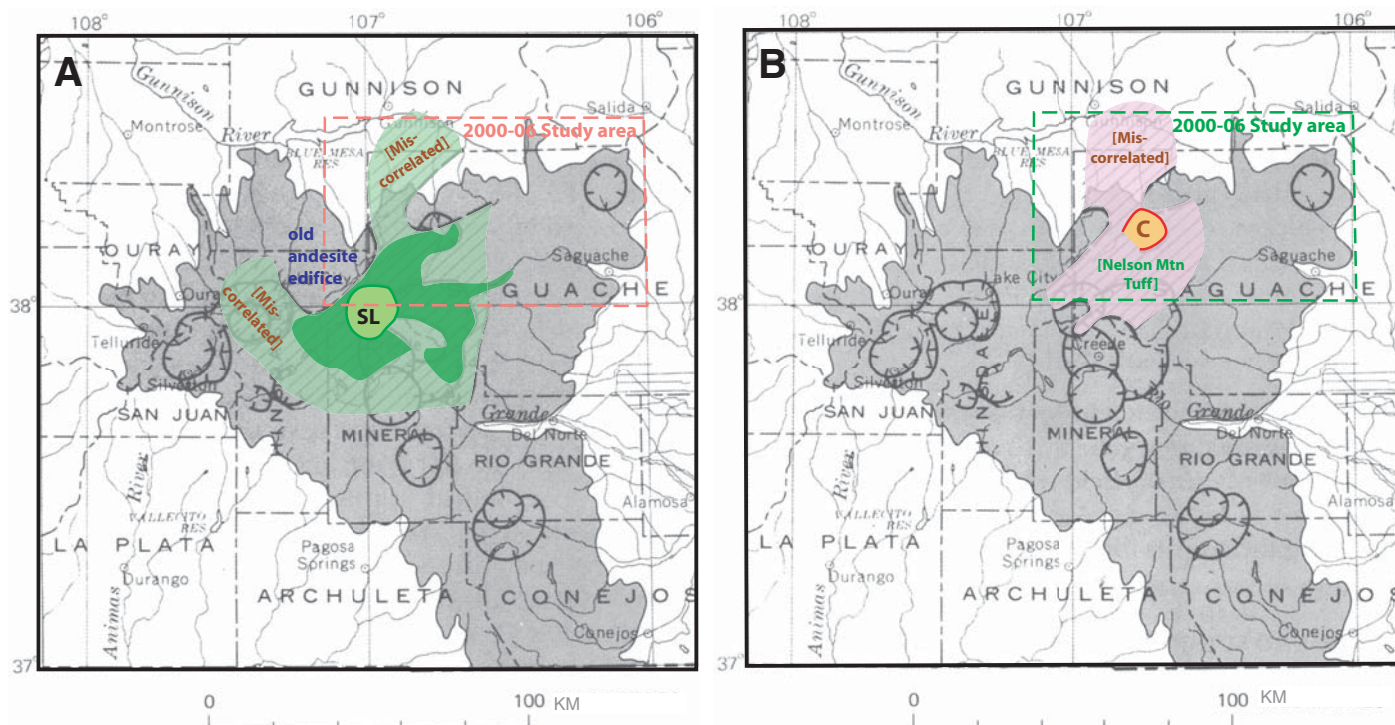 108°
107°
106°
A
GUNNISON
Gunnison
River
Montrose
Salida
Gunnison
2000-06 Study area
BLUE MESA
RES
[Mis-
correlated]
old
andesite
edifice
OURAY
Saguache
[Mis-
correlated]
Ouray
GUACHE
38°
SL
Telluride
Silverton
SAN JUAN
HINSDALE
MINERAL
Grande
Del Norte
RIO GRANDE
River
VALLECITO
RES
Alamosa
LA PLATA
Pagosa
Springs
Durango
Animas
ARCHULETA
CONEJOS
Conejos
37°
0
100
KM
107°
106°
B
GUNNISON
Gunnison
River
Montrose
Salida
2000-06 Study area
BLUE MESA
RES
[Mis-
correlated]
C
OURAY
Saguache
[Nelson Mtn
Tuff]
Lake City
Ouray
GUACHE
38°
Telluride
Creede
Silverton
SAN JUAN
MINERAL
Grande
Del Norte
RIO GRANDE
River
VALLECITO
RES
Alamosa
LA PLATA
Pagosa
Springs
Durango
Animas
ARCHULETA
CONEJOS
Conejos
37°
0
100
KM